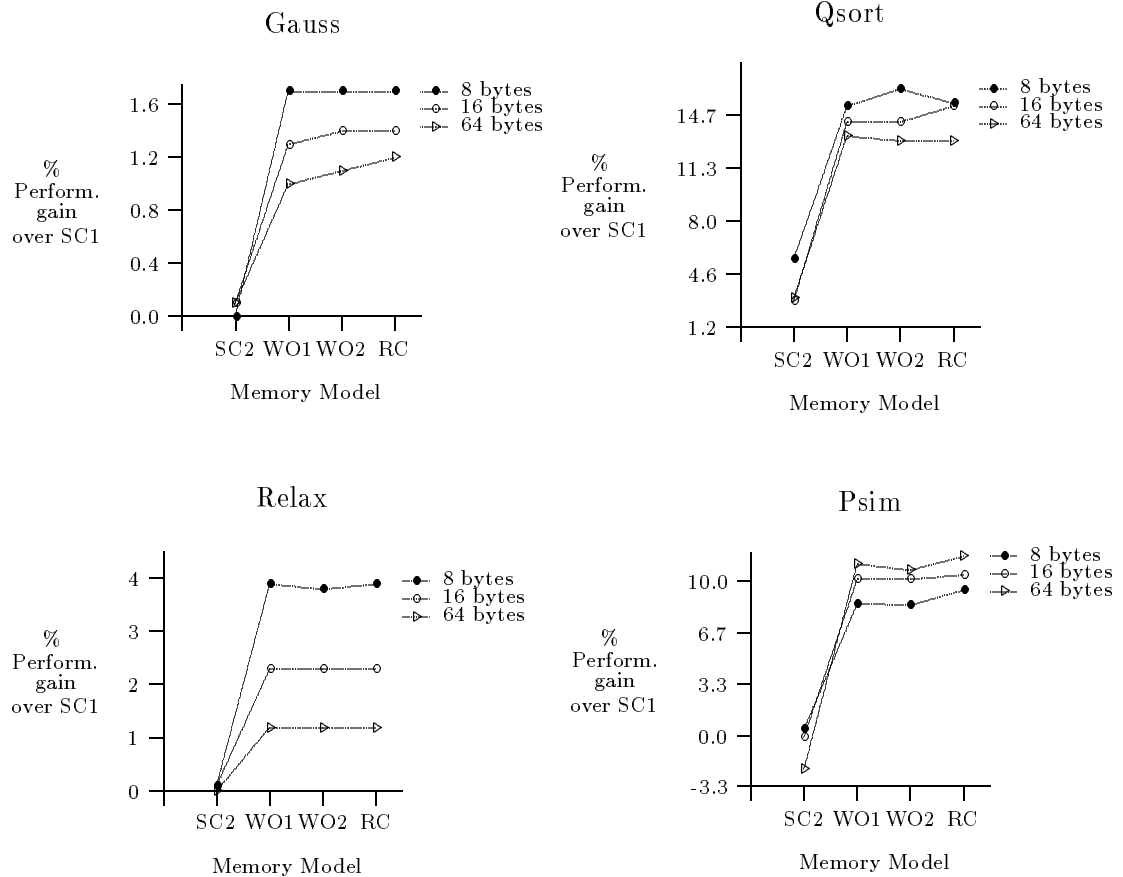 Gauss
1.6
1.2
0.8
0.4
0.0
%
Perform.
gain
over SC1
8 bytes
16 bytes
64 bytes
SC2 WO1 WO2 RC
Memory Model
Qsort
14.7
11.3
8.0
4.6
1.2
%
Perform.
gain
over SC1
8 bytes
16 bytes
64 bytes
SC2 WO1 WO2 RC
Memory Model
Relax
4
3
2
1
0
%
Perform.
gain
over SC1
8 bytes
16 bytes
64 bytes
SC2 WO1 WO2 RC
Memory Model
Psim
10.0
6.7
3.3
0.0
-3.3
%
Perform.
gain
over SC1
8 bytes
16 bytes
64 bytes
SC2 WO1 WO2 RC
Memory Model